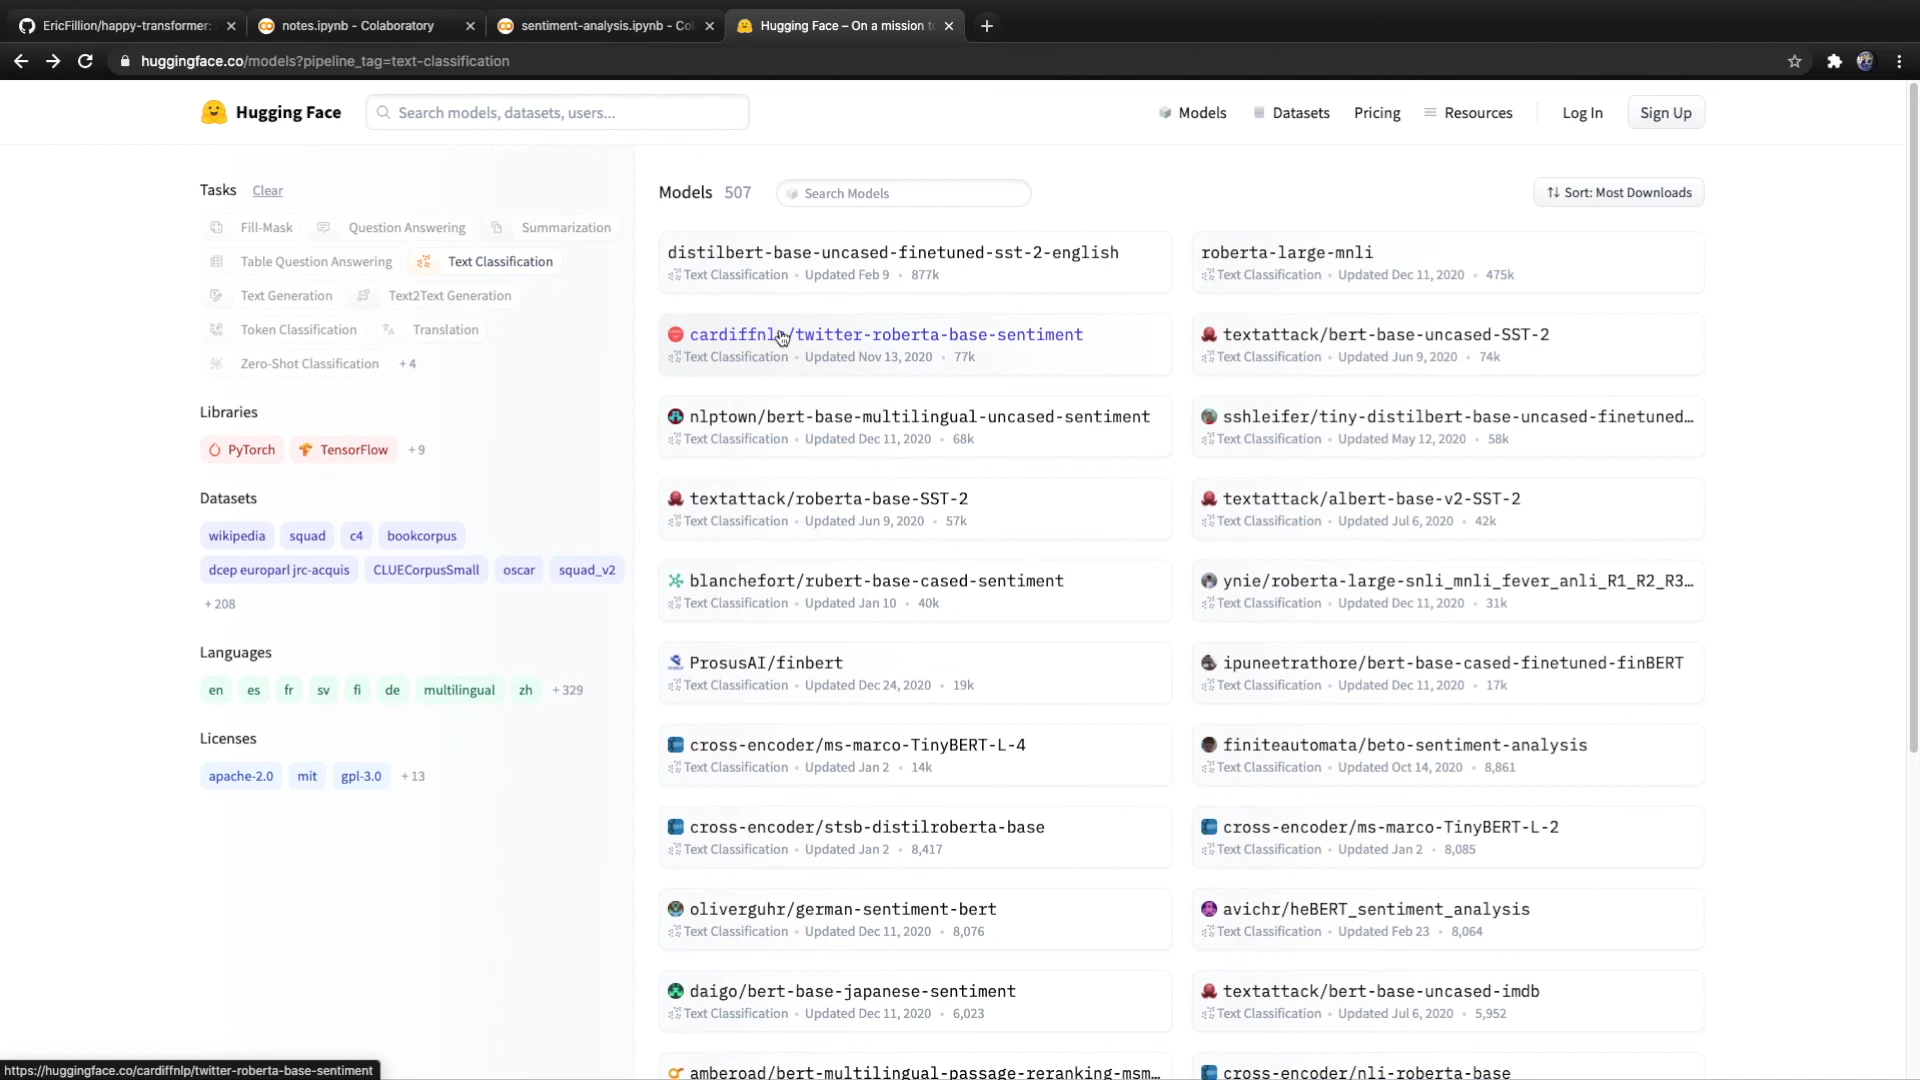 EricFillion/happy-transformer:
notes.ipynb - Colaboratory
sentiment-analysis.ipynb - Col
Hugging Face – On a mission to
huggingface.co/models?pipeline_tag=text-classification
Hugging Face
Search models, datasets, users...
Models
Datasets
Pricing
Resources
Log In
Sign Up
Tasks Clear
Fill-Mask
Question Answering
Summarization
Table Question Answering
Text Classification
Text Generation
Text2Text Generation
Token Classification
Translation
Zero-Shot Classification
+ 4
Libraries
PyTorch
TensorFlow
+ 9
Datasets
wikipedia squad c4 bookcorpus
dcep europarl jrc-acquis CLUECorpusSmall oscar squad_v2
+ 208
Languages
en es fr sv fi de multilingual zh + 329
Licenses
apache-2.0 mit gpl-3.0 + 13
Models 507
Search Models
Sort: Most Downloads
distilbert-base-uncased-finetuned-sst-2-english
Text Classification • Updated Feb 9 • 877k
roberta-large-mnli
Text Classification • Updated Dec 11, 2020 • 475k
cardiffnlp/twitter-roberta-base-sentiment
Text Classification • Updated Nov 13, 2020 • 77k
textattack/bert-base-uncased-SST-2
Text Classification • Updated Jun 9, 2020 • 74k
nlptown/bert-base-multilingual-uncased-sentiment
Text Classification • Updated Dec 11, 2020 • 68k
sshleifer/tiny-distilbert-base-uncased-finetuned…
Text Classification • Updated May 12, 2020 • 58k
textattack/roberta-base-SST-2
Text Classification • Updated Jun 9, 2020 • 57k
textattack/albert-base-v2-SST-2
Text Classification • Updated Jul 6, 2020 • 42k
blanchefort/rubert-base-cased-sentiment
Text Classification • Updated Jan 10 • 40k
ynie/roberta-large-snli_mnli_fever_anli_R1_R2_R3…
Text Classification • Updated Dec 11, 2020 • 31k
ProsusAI/finbert
Text Classification • Updated Dec 24, 2020 • 19k
ipuneetrathore/bert-base-cased-finetuned-finBERT
Text Classification • Updated Dec 11, 2020 • 17k
cross-encoder/ms-marco-TinyBERT-L-4
Text Classification • Updated Jan 2 • 14k
finiteautomata/beto-sentiment-analysis
Text Classification • Updated Oct 14, 2020 • 8,861
cross-encoder/stsb-distilroberta-base
Text Classification • Updated Jan 2 • 8,417
cross-encoder/ms-marco-TinyBERT-L-2
Text Classification • Updated Jan 2 • 8,085
oliverguhr/german-sentiment-bert
Text Classification • Updated Dec 11, 2020 • 8,076
avichr/heBERT_sentiment_analysis
Text Classification • Updated Feb 23 • 8,064
daigo/bert-base-japanese-sentiment
Text Classification • Updated Dec 11, 2020 • 6,023
textattack/bert-base-uncased-imdb
Text Classification • Updated Jul 6, 2020 • 5,952
amberoad/bert-multilingual-passage-reranking-msm…
cross-encoder/nli-roberta-base
https://huggingface.co/cardiffnlp/twitter-roberta-base-sentiment